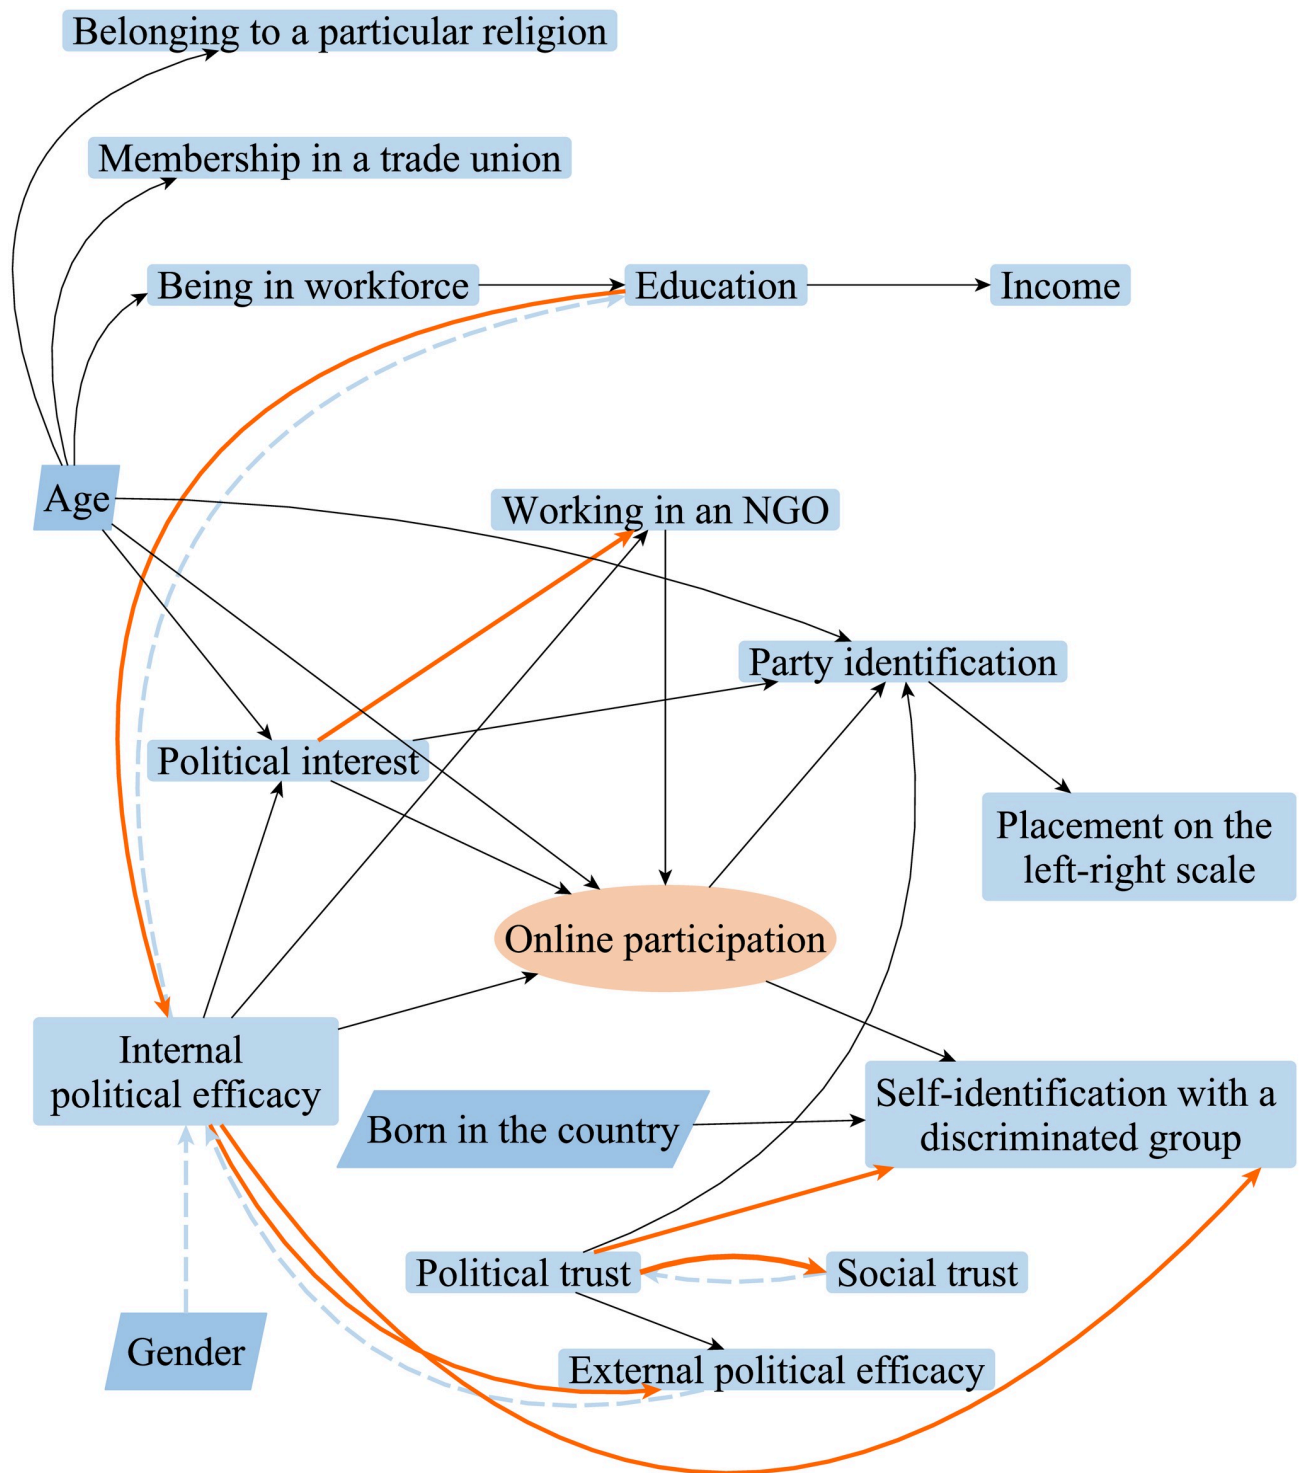 Belonging to a particular religion
Membership in a trade union
Being in workforce
Education
Income
Age
Working in an NGO
Party identification
Political interest
Placement on the
left-right scale
Online participation
Internal
political efficacy
Born in the country
Self-identification with a
discriminated group
Political trust
Social trust
Gender
External political efficacy